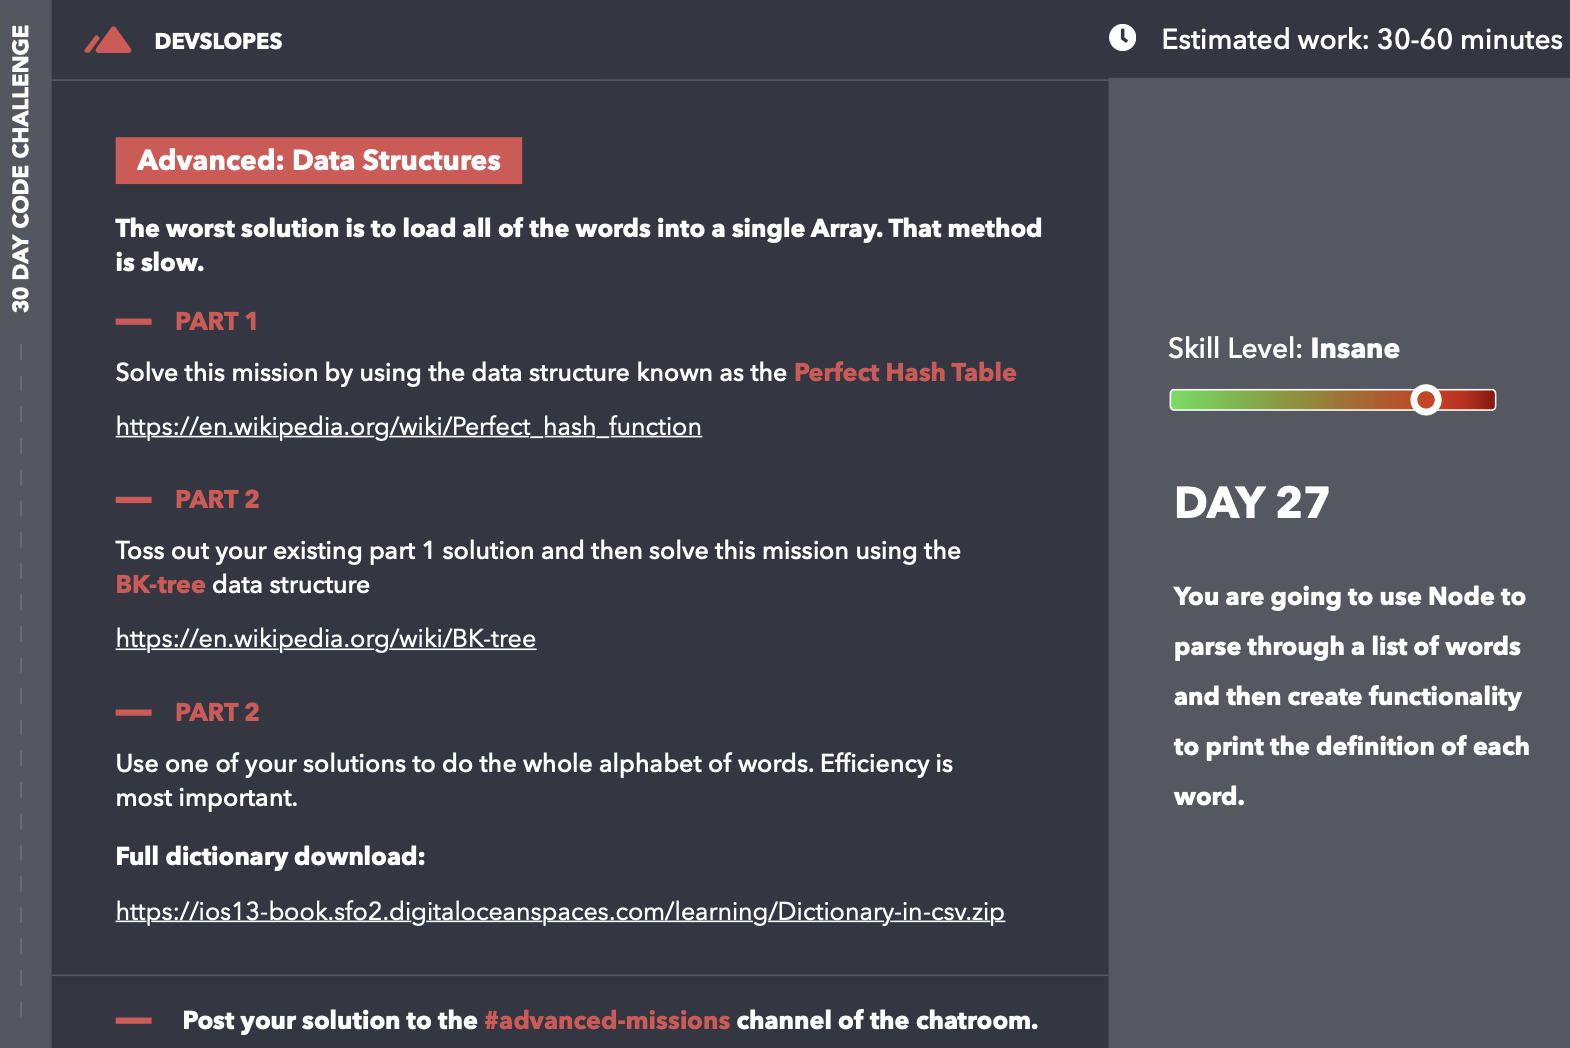 30 DAY CODE CHALLENGE
DEVSLOPES
Estimated work: 30-60 minutes
Advanced: Data Structures
The worst solution is to load all of the words into a single Array. That method
is slow.
PART 1
Solve this mission by using the data structure known as the Perfect Hash Table
https://en.wikipedia.org/wiki/Perfect_hash_function
PART 2
Toss out your existing part 1 solution and then solve this mission using the
BK-tree data structure
https://en.wikipedia.org/wiki/BK-tree
PART 2
Use one of your solutions to do the whole alphabet of words. Efficiency is
most important.
Full dictionary download:
https://ios13-book.sfo2.digitaloceanspaces.com/learning/Dictionary-in-csv.zip
Post your solution to the #advanced-missions channel of the chatroom.
Skill Level: Insane
DAY 27
You are going to use Node to
parse through a list of words
and then create functionality
to print the definition of each
word.